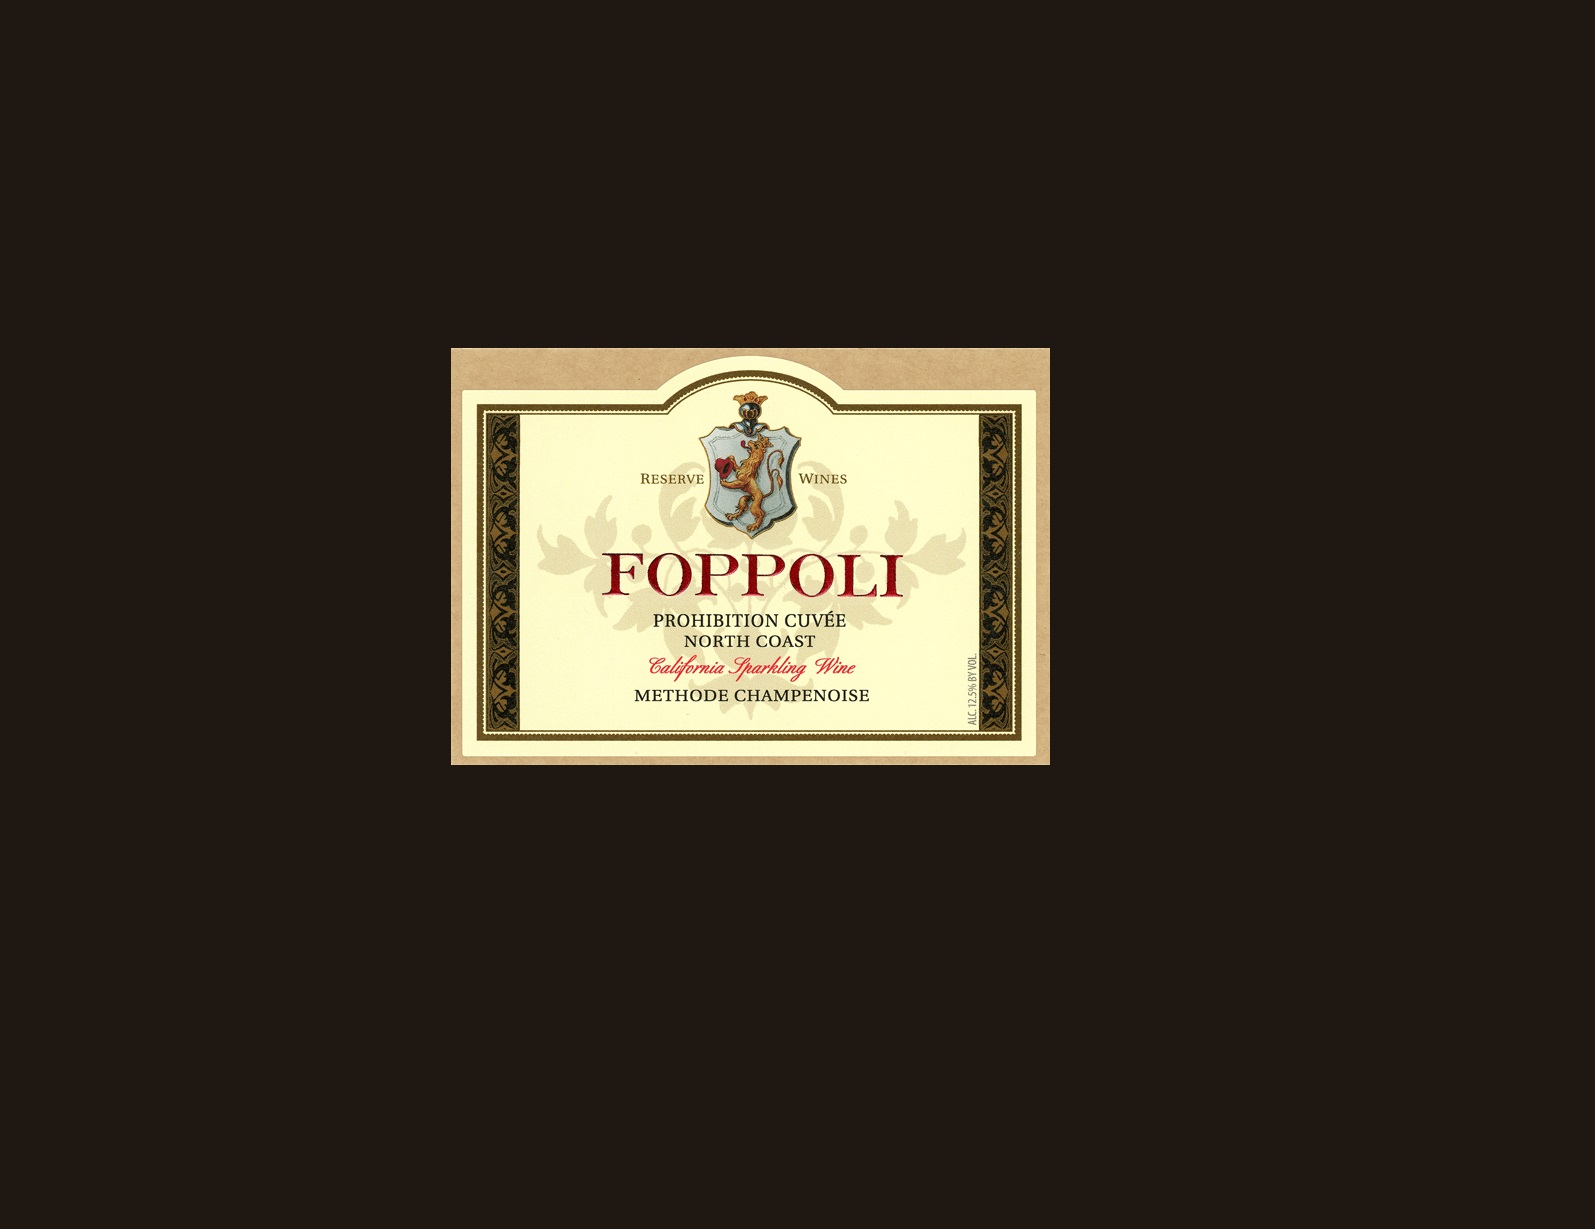 RESERVE WINES
FOPPOLI
PROHIBITION CUVÉE
NORTH COAST
California Sparkling Wine
METHODE CHAMPENOISE
ALC. 12.5% BY VOL.